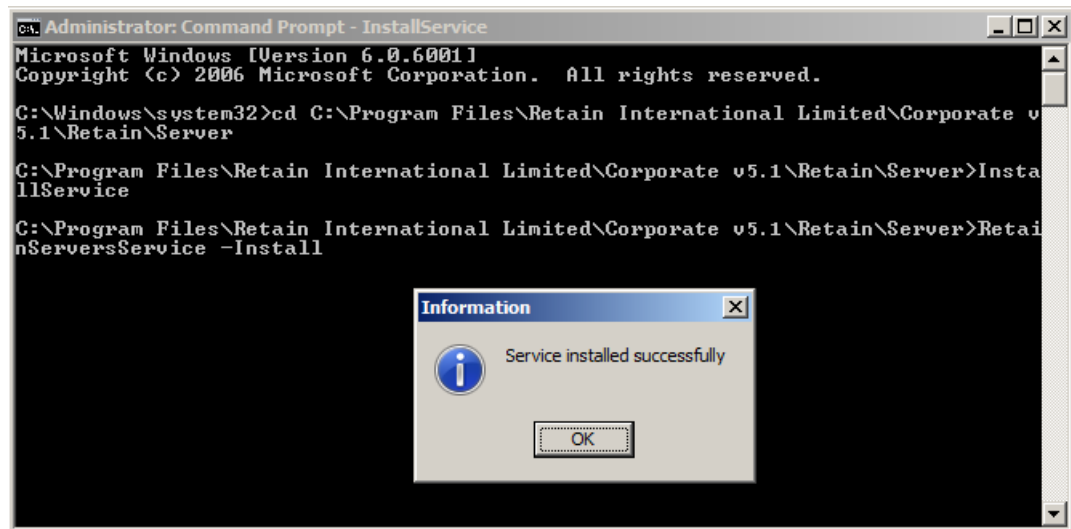 Administrator: Command Prompt - InstallService
Microsoft Windows [Version 6.0.6001]
Copyright (c) 2006 Microsoft Corporation.  All rights reserved.
C:\Windows\system32>cd C:\Program Files\Retain International Limited\Corporate v
5.1\Retain\Server
C:\Program Files\Retain International Limited\Corporate v5.1\Retain\Server>Insta
llService
C:\Program Files\Retain International Limited\Corporate v5.1\Retain\Server>Retai
nServersService -Install
Information
Service installed successfully
OK